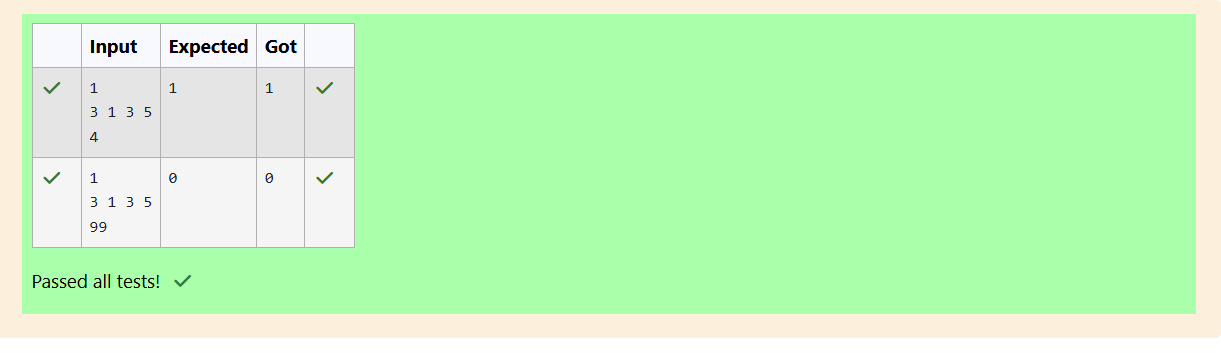 Input Expected Got
1 1 1
3 1 3 5
4
1 0 0
3 1 3 5
99
Passed all tests!